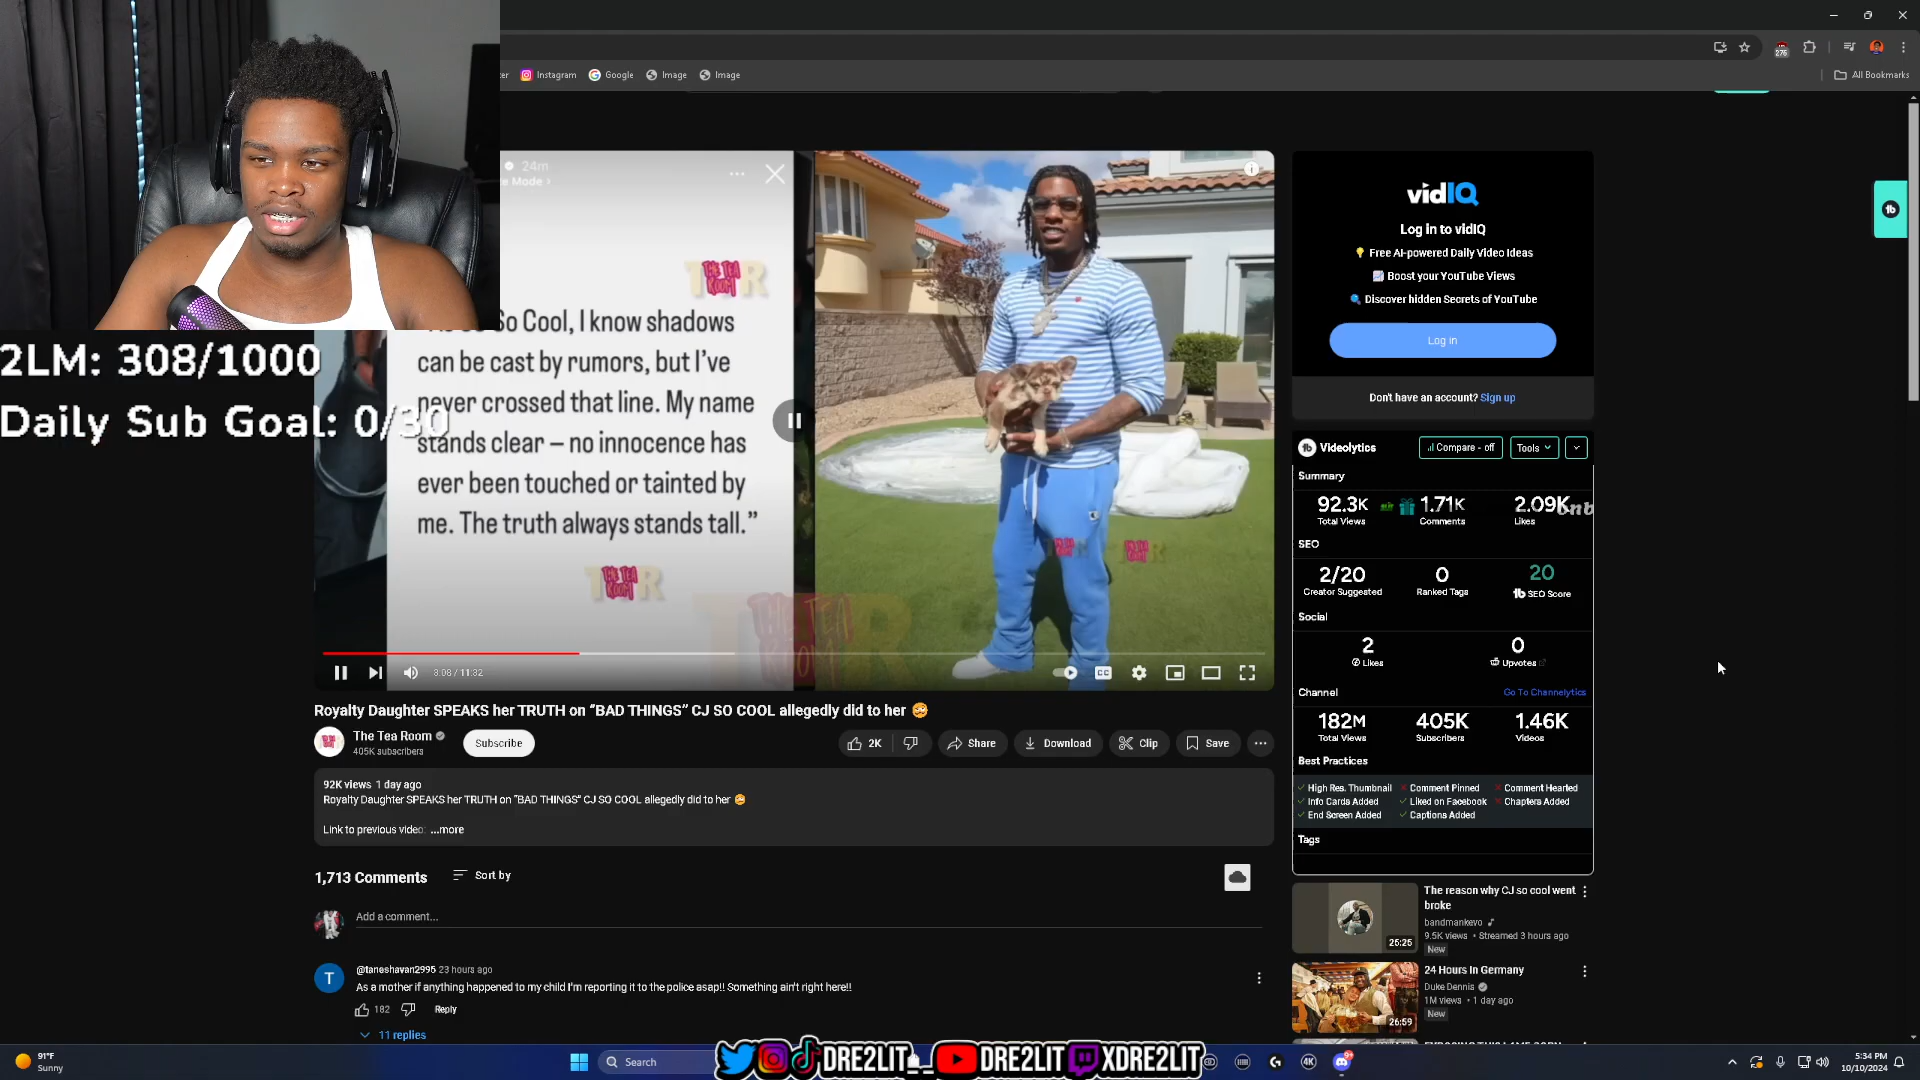 Instagram
Google
Image
Image
All Bookmarks
275
24m
THE TEA ROOM
So Cool, I know shadows
can be cast by rumors, but I've
never crossed that line. My name
stands clear – no innocence has
ever been touched or tainted by
me. The truth always stands tall."
THE TEA ROOM
2LM: 308/1000
Daily Sub Goal: 0/30
3:08 / 11:32
vidIQ
Log in to vidIQ
Free AI-powered Daily Video Ideas
Boost your YouTube Views
Discover hidden Secrets of YouTube
Log in
Don't have an account? Sign up
Videolytics
Compare - off
Tools
Summary
92.3K 1.71K 2.09K
Total Views Comments Likes
SEO
2/20 0 20
Creator Suggested Ranked Tags SEO Score
Social
2 0
Likes Upvotes
Channel Go To Channelytics
182M 405K 1.46K
Total Views Subscribers Videos
Best Practices
High Res. Thumbnail Comment Pinned Comment Hearted
Info Cards Added Liked on Facebook Chapters Added
End Screen Added Captions Added
Tags
Royalty Daughter SPEAKS her TRUTH on "BAD THINGS" CJ SO COOL allegedly did to her
The Tea Room
405K subscribers
Subscribe
2K
Share
Download
Clip
Save
92K views 1 day ago
Royalty Daughter SPEAKS her TRUTH on "BAD THINGS" CJ SO COOL allegedly did to her
Link to previous video: ...more
1,713 Comments
Sort by
Add a comment...
@taneshavan2995 23 hours ago
As a mother if anything happened to my child I'm reporting it to the police asap!! Something ain't right here!!
182
Reply
11 replies
The reason why CJ so cool went
broke
bandmankevo
9.5K views • Streamed 3 hours ago
New
25:25
24 Hours In Germany
Duke Dennis
1M views • 1 day ago
New
26:59
91°F
Sunny
Search
DRE2LIT__ DRE2LIT XDRE2LIT
4K
5:34 PM
10/10/2024